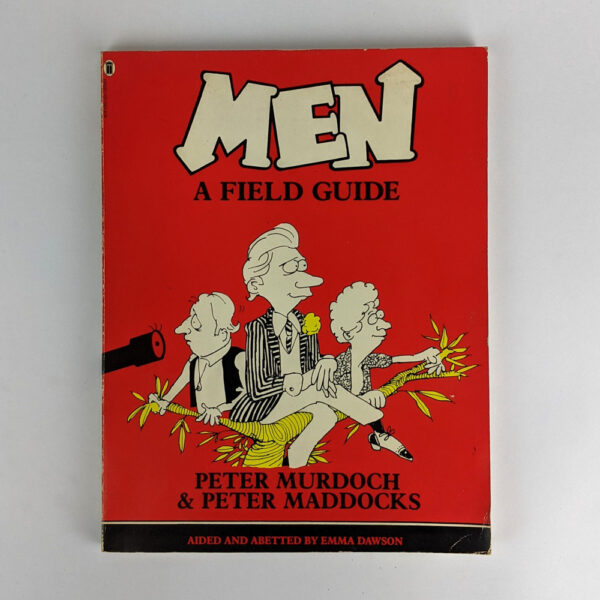 MEN
A FIELD GUIDE
PETER MURDOCH
& PETER MADDOCKS
AIDED AND ABETTED BY EMMA DAWSON